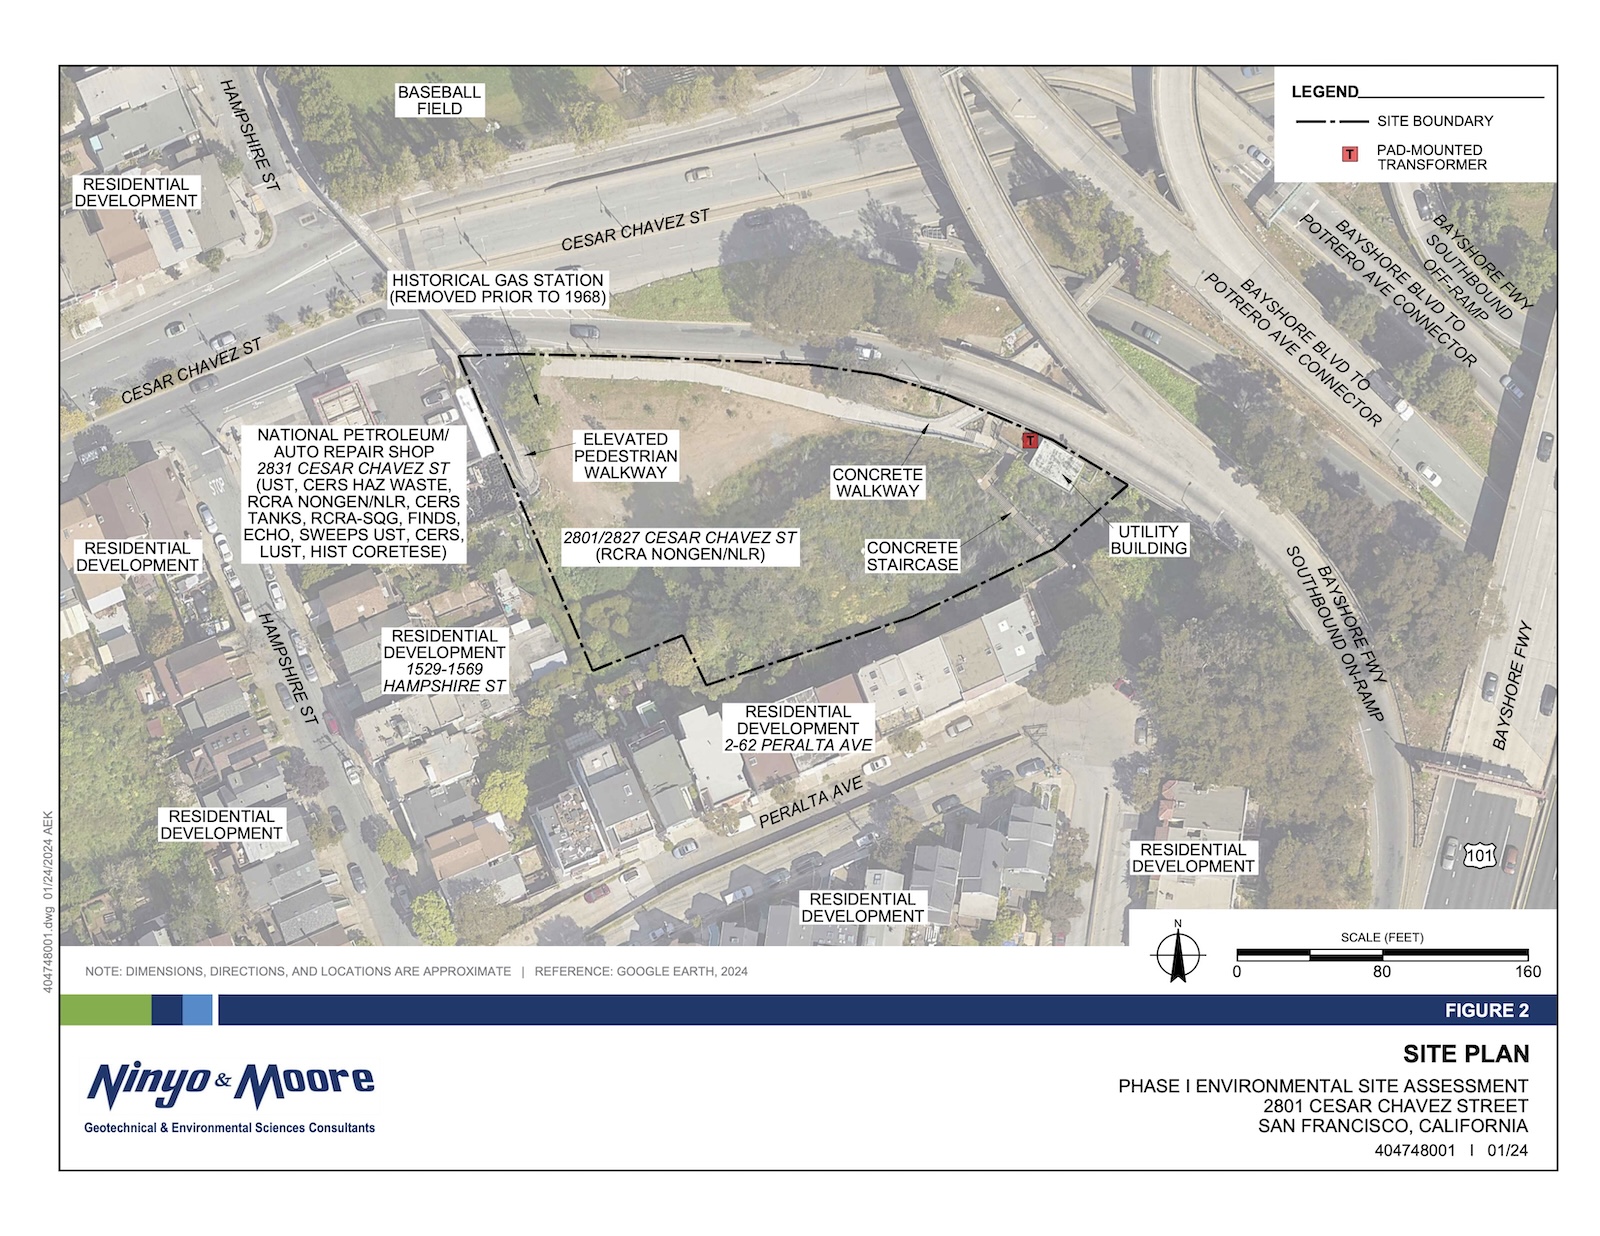 HAMPSHIRE ST
BASEBALL
FIELD
RESIDENTIAL
DEVELOPMENT
CESAR CHAVEZ ST
HISTORICAL GAS STATION
(REMOVED PRIOR TO 1968)
CESAR CHAVEZ ST
LEGEND
SITE BOUNDARY
T
PAD-MOUNTED
TRANSFORMER
BAYSHORE FWY
SOUTHBOUND
OFF-RAMP
BAYSHORE BLVD TO
POTRERO AVE CONNECTOR
BAYSHORE BLVD TO
POTRERO AVE CONNECTOR
NATIONAL PETROLEUM/
AUTO REPAIR SHOP
2831 CESAR CHAVEZ ST
(UST, CERS HAZ WASTE,
RCRA NONGEN/NLR, CERS
TANKS, RCRA-SQG, FINDS,
ECHO, SWEEPS UST, CERS,
LUST, HIST CORETESE)
STOP
ELEVATED
PEDESTRIAN
WALKWAY
CONCRETE
WALKWAY
T
2801/2827 CESAR CHAVEZ ST
(RCRA NONGEN/NLR)
CONCRETE
STAIRCASE
UTILITY
BUILDING
RESIDENTIAL
DEVELOPMENT
HAMPSHIRE ST
RESIDENTIAL
DEVELOPMENT
1529-1569
HAMPSHIRE ST
BAYSHORE FWY
SOUTHBOUND ON-RAMP
BAYSHORE FWY
RESIDENTIAL
DEVELOPMENT
2-62 PERALTA AVE
PERALTA AVE
RESIDENTIAL
DEVELOPMENT
RESIDENTIAL
DEVELOPMENT
RESIDENTIAL
DEVELOPMENT
101
404748001.dwg 01/24/2024 AEK
N
SCALE (FEET)
0 80 160
NOTE: DIMENSIONS, DIRECTIONS, AND LOCATIONS ARE APPROXIMATE | REFERENCE: GOOGLE EARTH, 2024
FIGURE 2
Ninyo & Moore
Geotechnical & Environmental Sciences Consultants
SITE PLAN
PHASE I ENVIRONMENTAL SITE ASSESSMENT
2801 CESAR CHAVEZ STREET
SAN FRANCISCO, CALIFORNIA
404748001 I 01/24